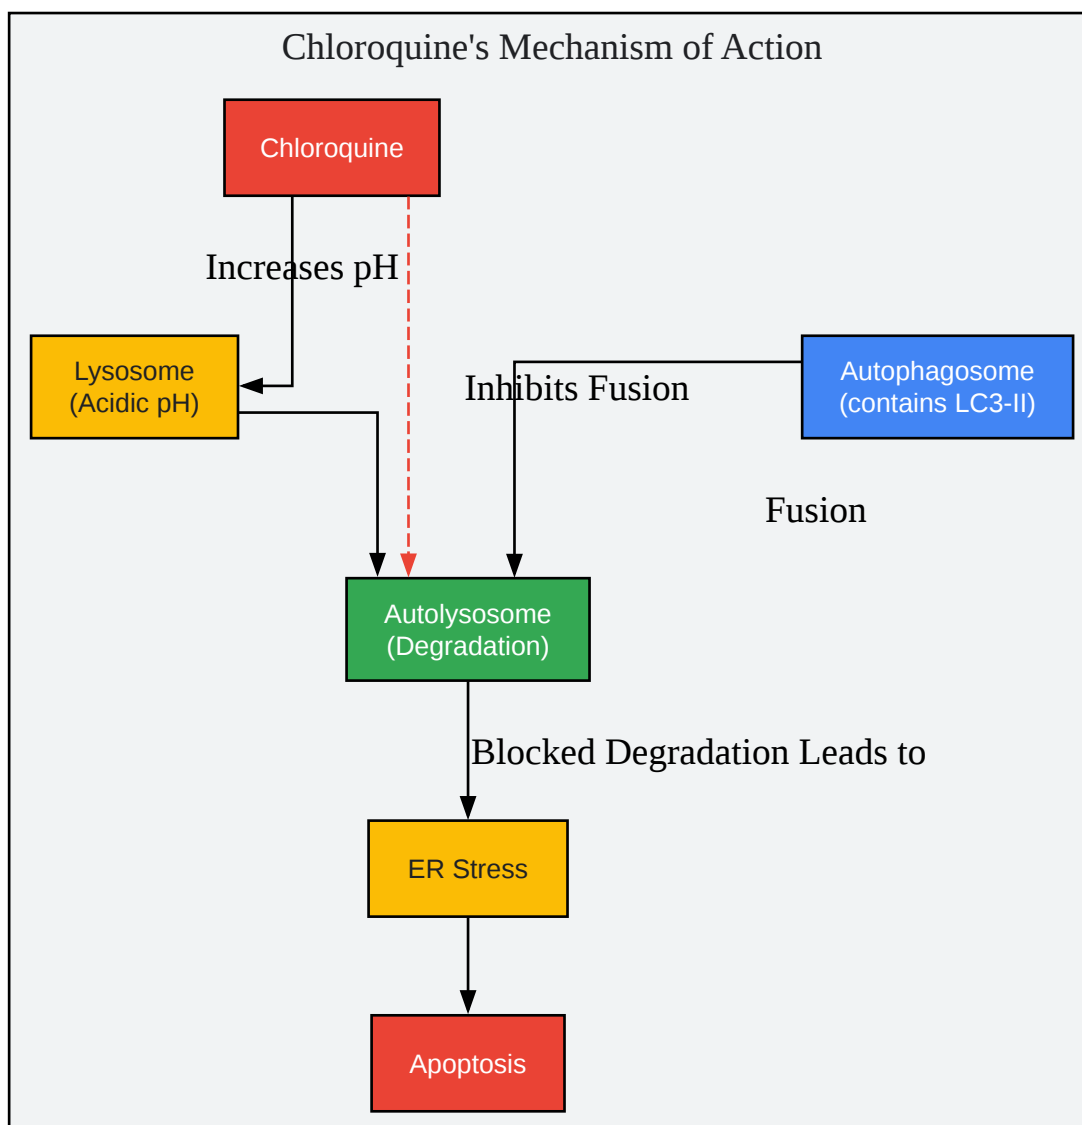 Chloroquine's Mechanism of Action
Chloroquine
Increases pH
Lysosome
(Acidic pH)
Inhibits Fusion
Autophagosome
(contains LC3-II)
Fusion
Autolysosome
(Degradation)
Blocked Degradation Leads to
ER Stress
Apoptosis